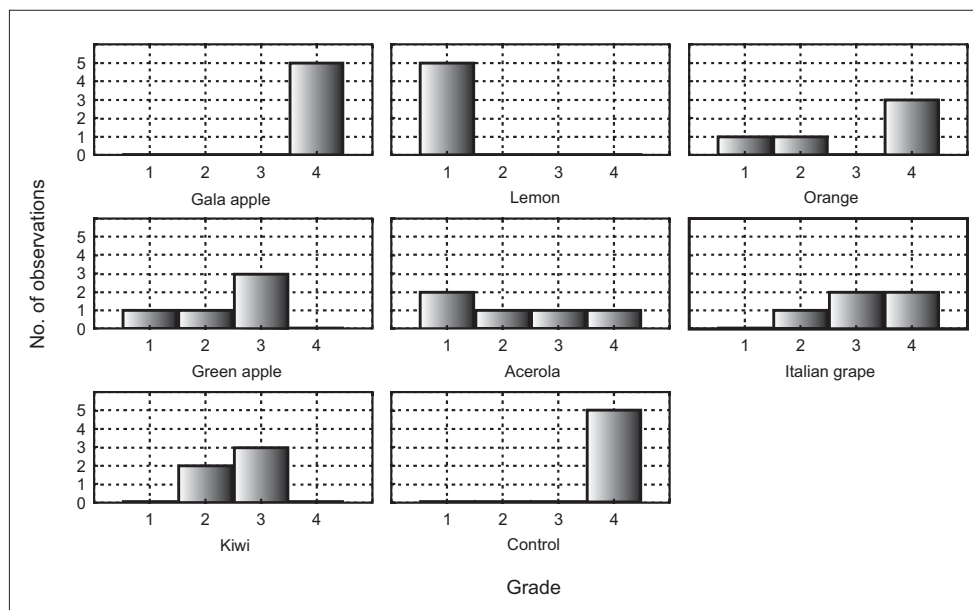 5
4
3
2
1
0
1 2 3 4
Gala apple
1 2 3 4
Lemon
1 2 3 4
Orange
No. of observations
5
4
3
2
1
0
1 2 3 4
Green apple
1 2 3 4
Acerola
1 2 3 4
Italian grape
5
4
3
2
1
0
1 2 3 4
Kiwi
1 2 3 4
Control
Grade